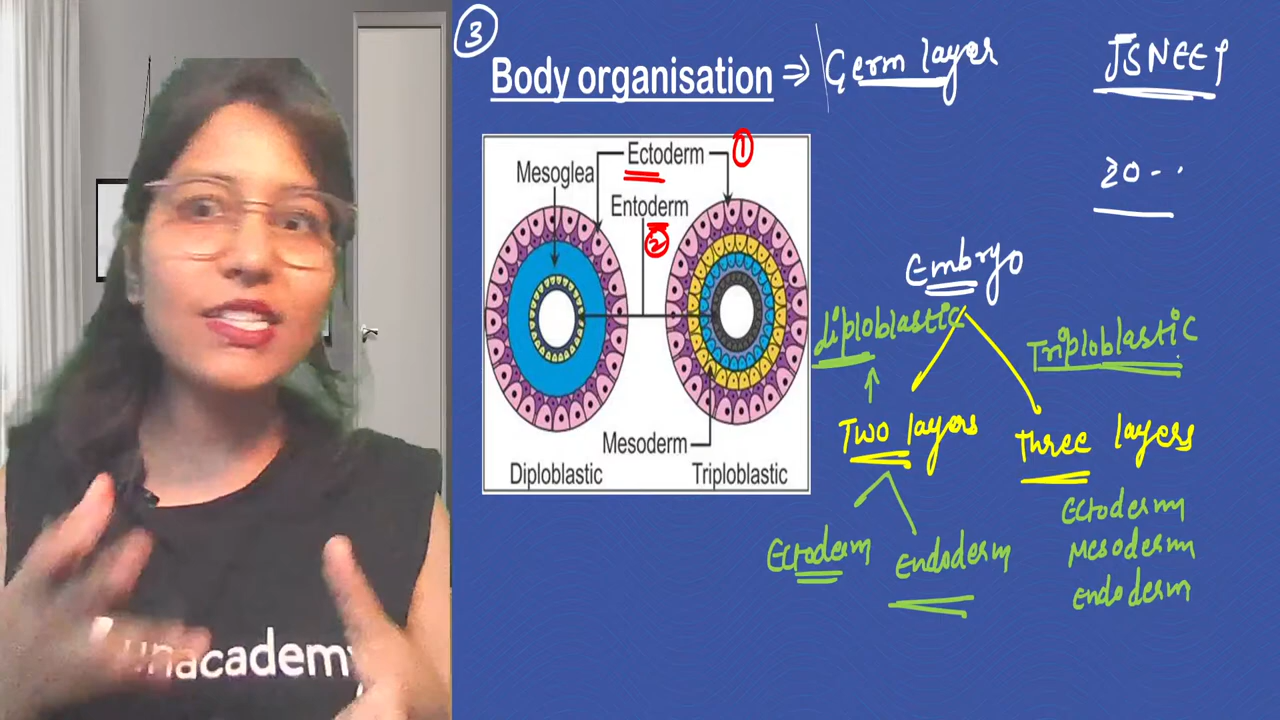 3
Body organisation ⇒ Germ layer
JSNEET
20--
Ectoderm 1
Mesoglea
Entoderm
2
Embryo
diploblastic
Triploblastic
Two layers
Three layers
Mesoderm
Diploblastic
Triploblastic
Ectoderm
Endoderm
Ectoderm
Mesoderm
Endoderm
unacademy